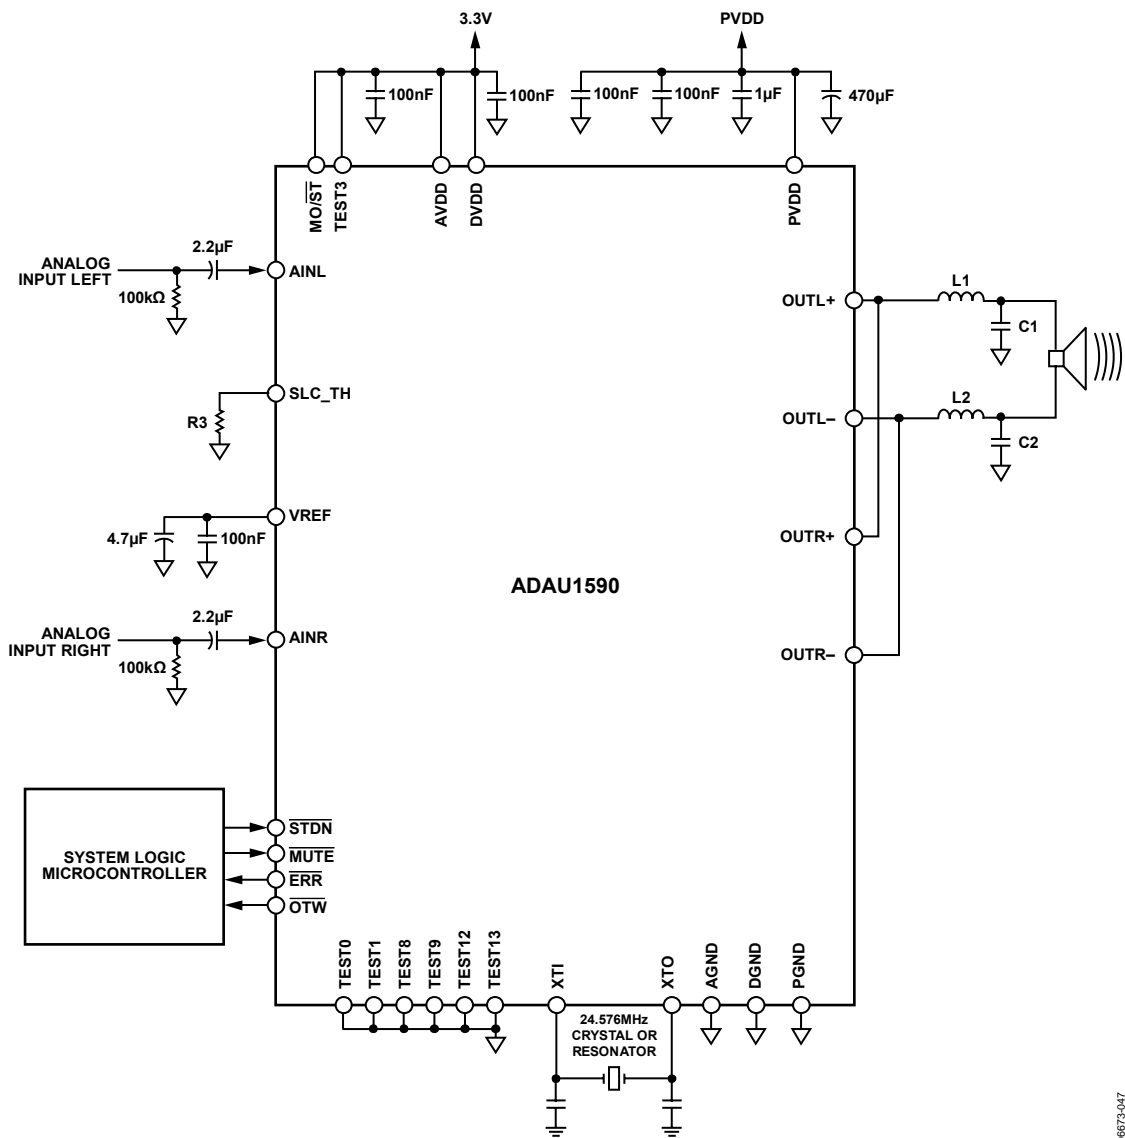 3.3V
PVDD
100nF
100nF
100nF
100nF
1µF
470µF
MO/ST
TEST3
AVDD
DVDD
PVDD
ANALOG
INPUT LEFT
2.2µF
100kΩ
AINL
OUTL+
L1
C1
SLC_TH
R3
OUTL–
L2
C2
VREF
4.7µF
100nF
OUTR+
ADAU1590
ANALOG
INPUT RIGHT
2.2µF
100kΩ
AINR
OUTR–
SYSTEM LOGIC
MICROCONTROLLER
STDN
MUTE
ERR
OTW
TEST0
TEST1
TEST8
TEST9
TEST12
TEST13
XTI
XTO
AGND
DGND
PGND
24.576MHz
CRYSTAL OR
RESONATOR